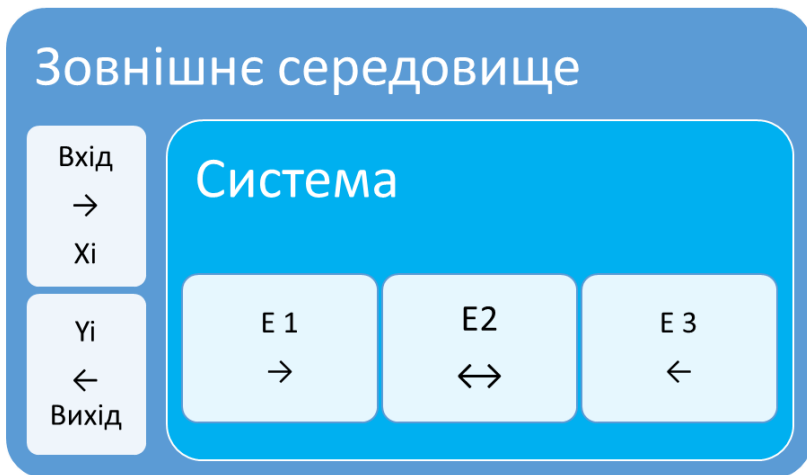 Зовнішнє середовище
Вхід
→
Xi
Yi
←
Вихід
Система
E 1
→
E2
↔
E 3
←